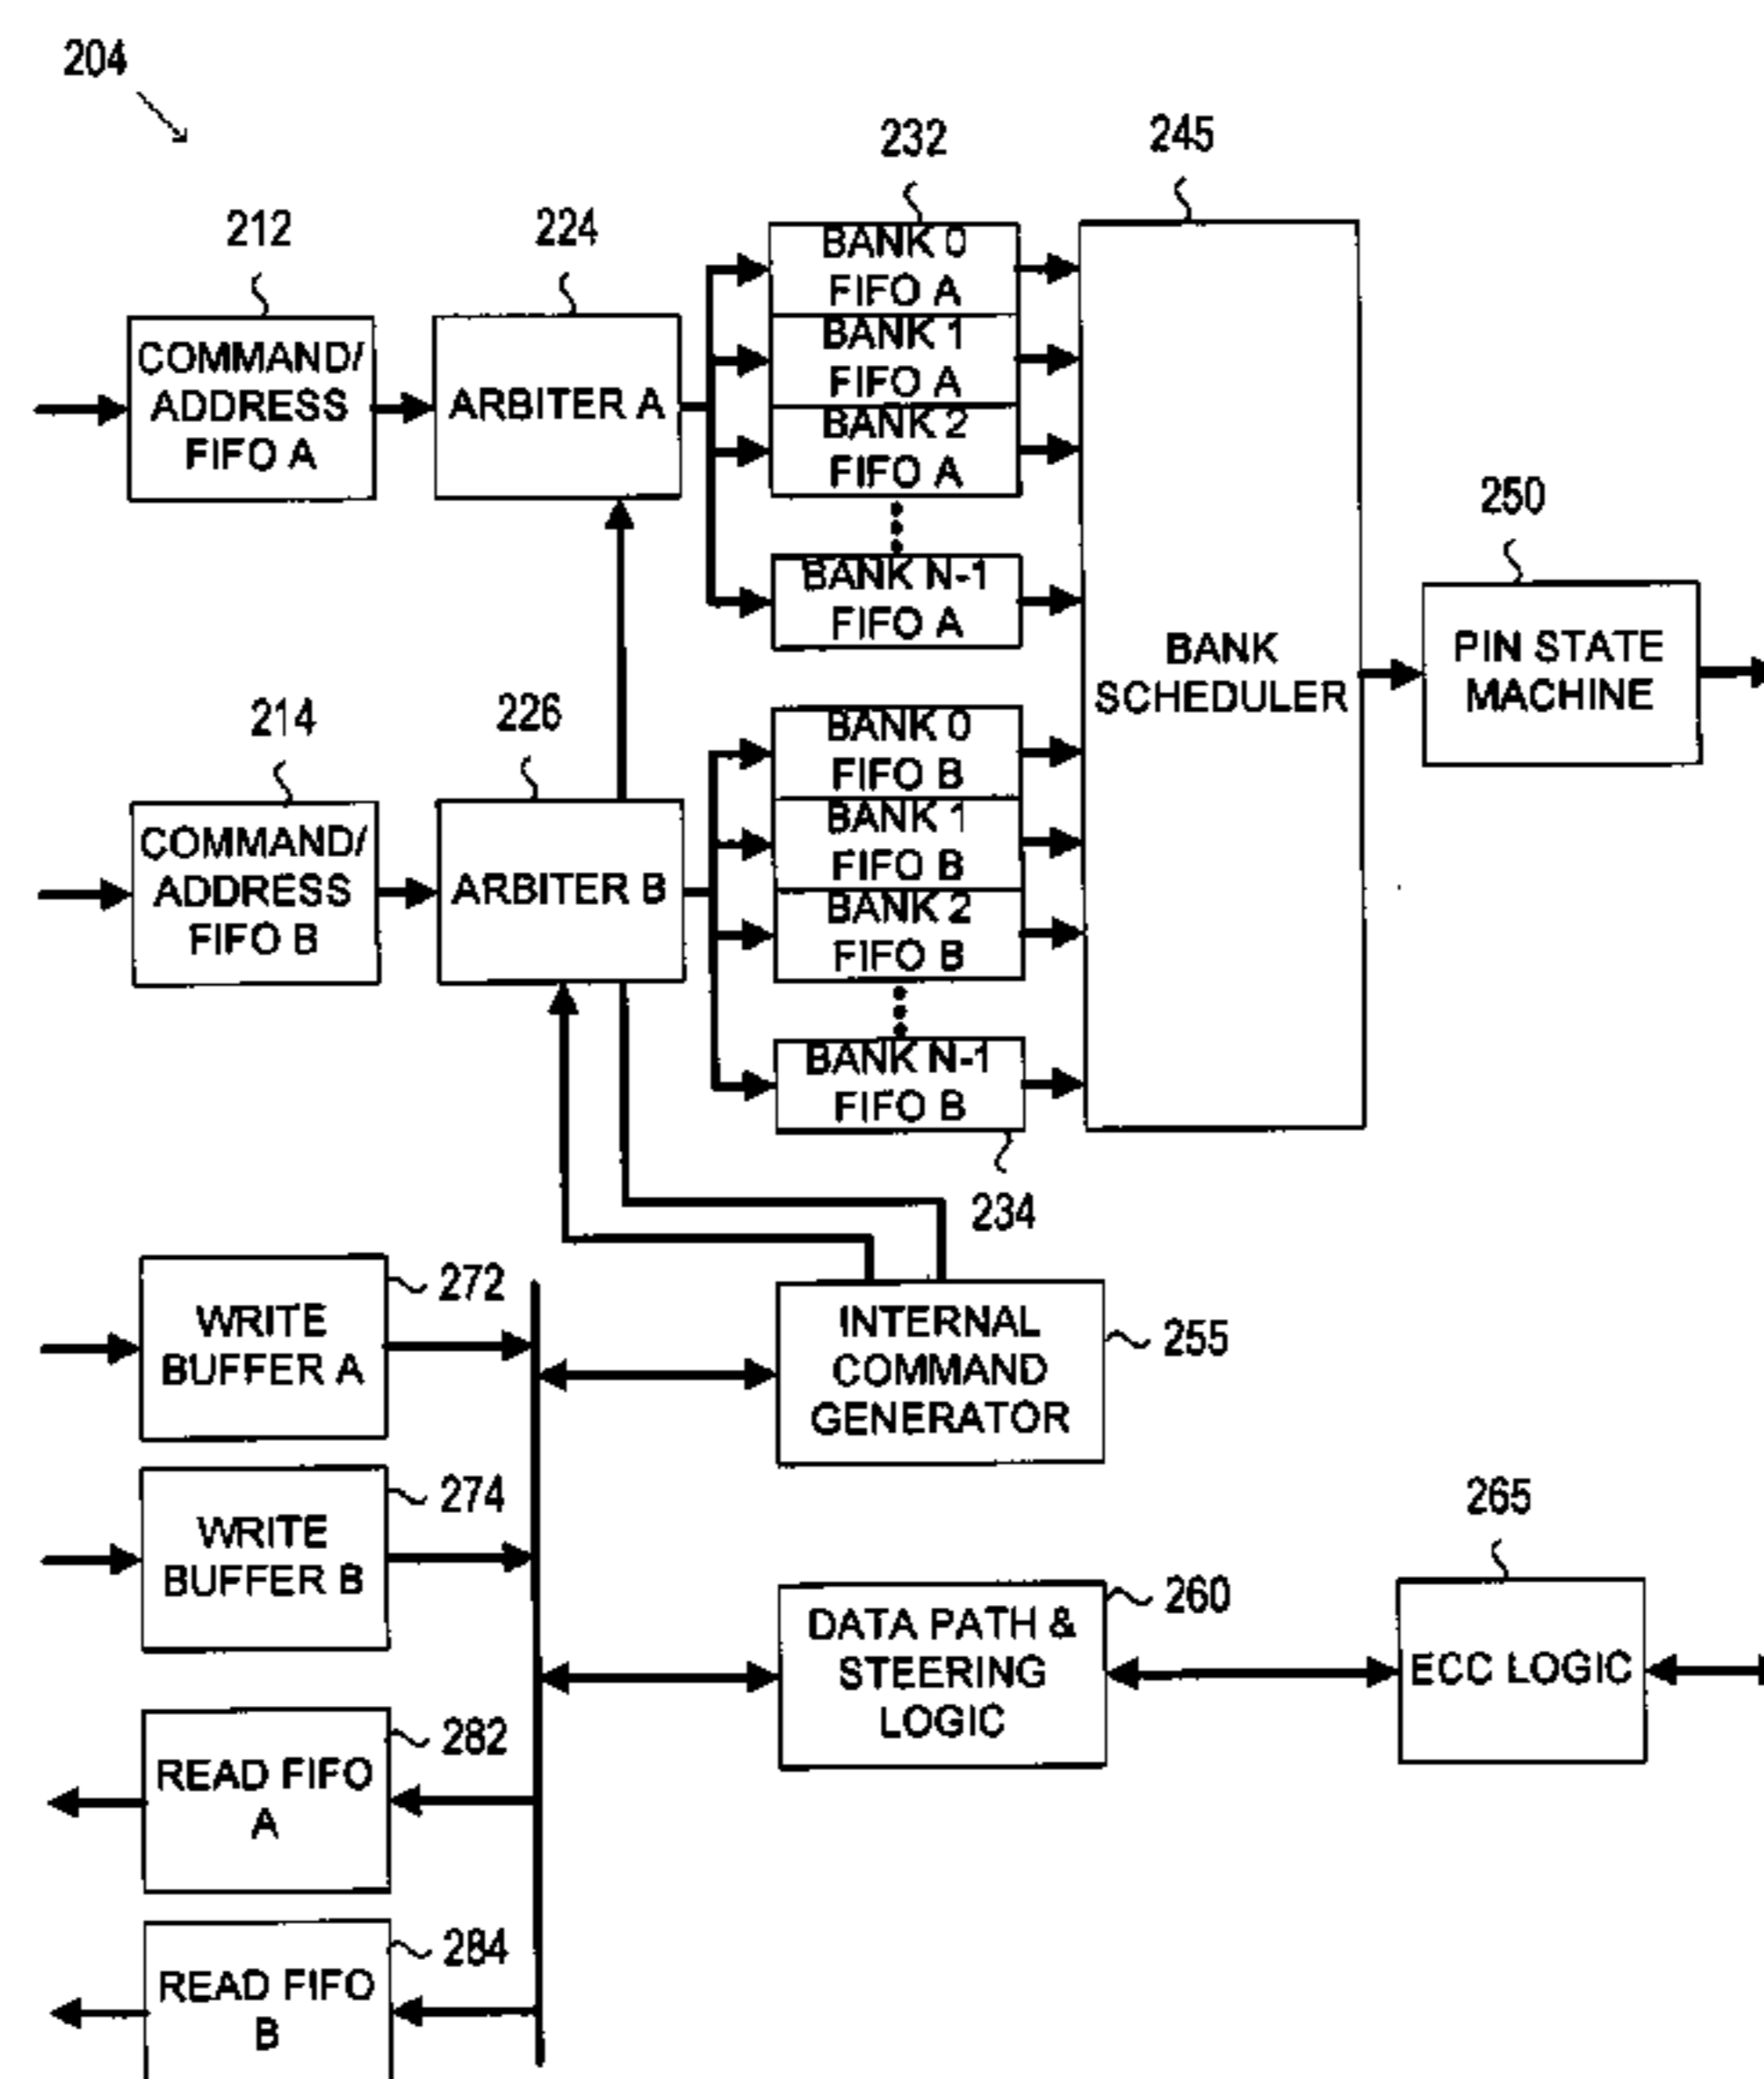 204
232
245
212
224
BANK 0
FIFO A
BANK 1
FIFO A
BANK 2
FIFO A
COMMAND/
ADDRESS
FIFO A
ARBITER A
250
BANK N-1
FIFO A
BANK
SCHEDULER
PIN STATE
MACHINE
214
226
BANK 0
FIFO B
BANK 1
FIFO B
BANK 2
FIFO B
COMMAND/
ADDRESS
FIFO B
ARBITER B
BANK N-1
FIFO B
234
272
WRITE
BUFFER A
INTERNAL
COMMAND
GENERATOR
255
274
WRITE
BUFFER B
265
260
DATA PATH &
STEERING
LOGIC
ECC LOGIC
282
READ FIFO
A
284
READ FIFO
B